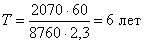 T = 2070·60 / 8760·2,3 = 6 лет